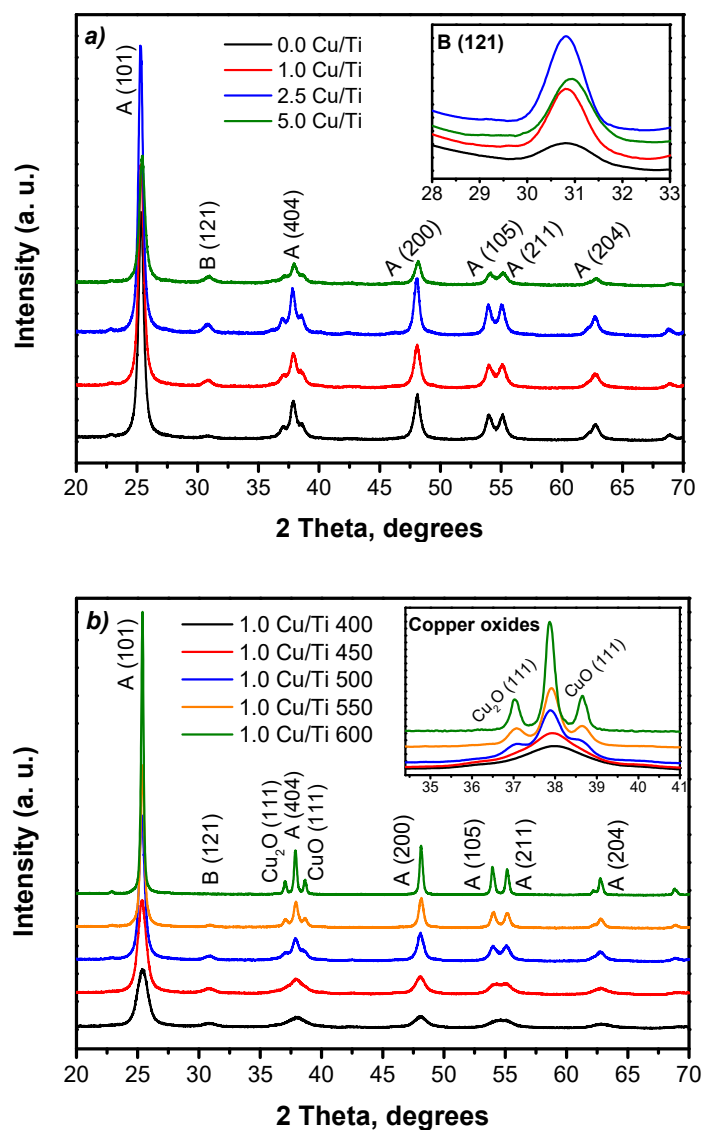 a)
0.0 Cu/Ti
1.0 Cu/Ti
2.5 Cu/Ti
5.0 Cu/Ti
B (121)
28 29 30 31 32 33
A (101)
B (121)
A (404)
A (200)
A (105)
A (211)
A (204)
Intensity (a. u.)
20 25 30 35 40 45 50 55 60 65 70
2 Theta, degrees
b)
1.0 Cu/Ti 400
1.0 Cu/Ti 450
1.0 Cu/Ti 500
1.0 Cu/Ti 550
1.0 Cu/Ti 600
Copper oxides
Cu₂O (111)
CuO (111)
35 36 37 38 39 40 41
A (101)
B (121)
Cu₂O (111)
A (404)
CuO (111)
A (200)
A (105)
A (211)
A (204)
Intensity (a. u.)
20 25 30 35 40 45 50 55 60 65 70
2 Theta, degrees